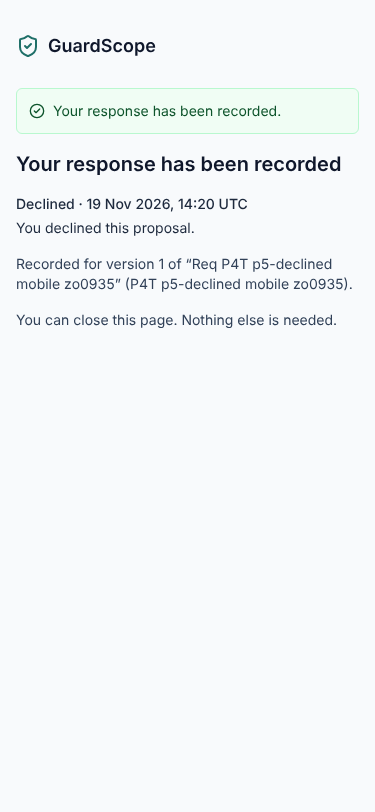 GuardScope
Your response has been recorded.
Your response has been recorded
Declined · 19 Nov 2026, 14:20 UTC
You declined this proposal.
Recorded for version 1 of “Req P4T p5-declined
mobile zo0935” (P4T p5-declined mobile zo0935).
You can close this page. Nothing else is needed.